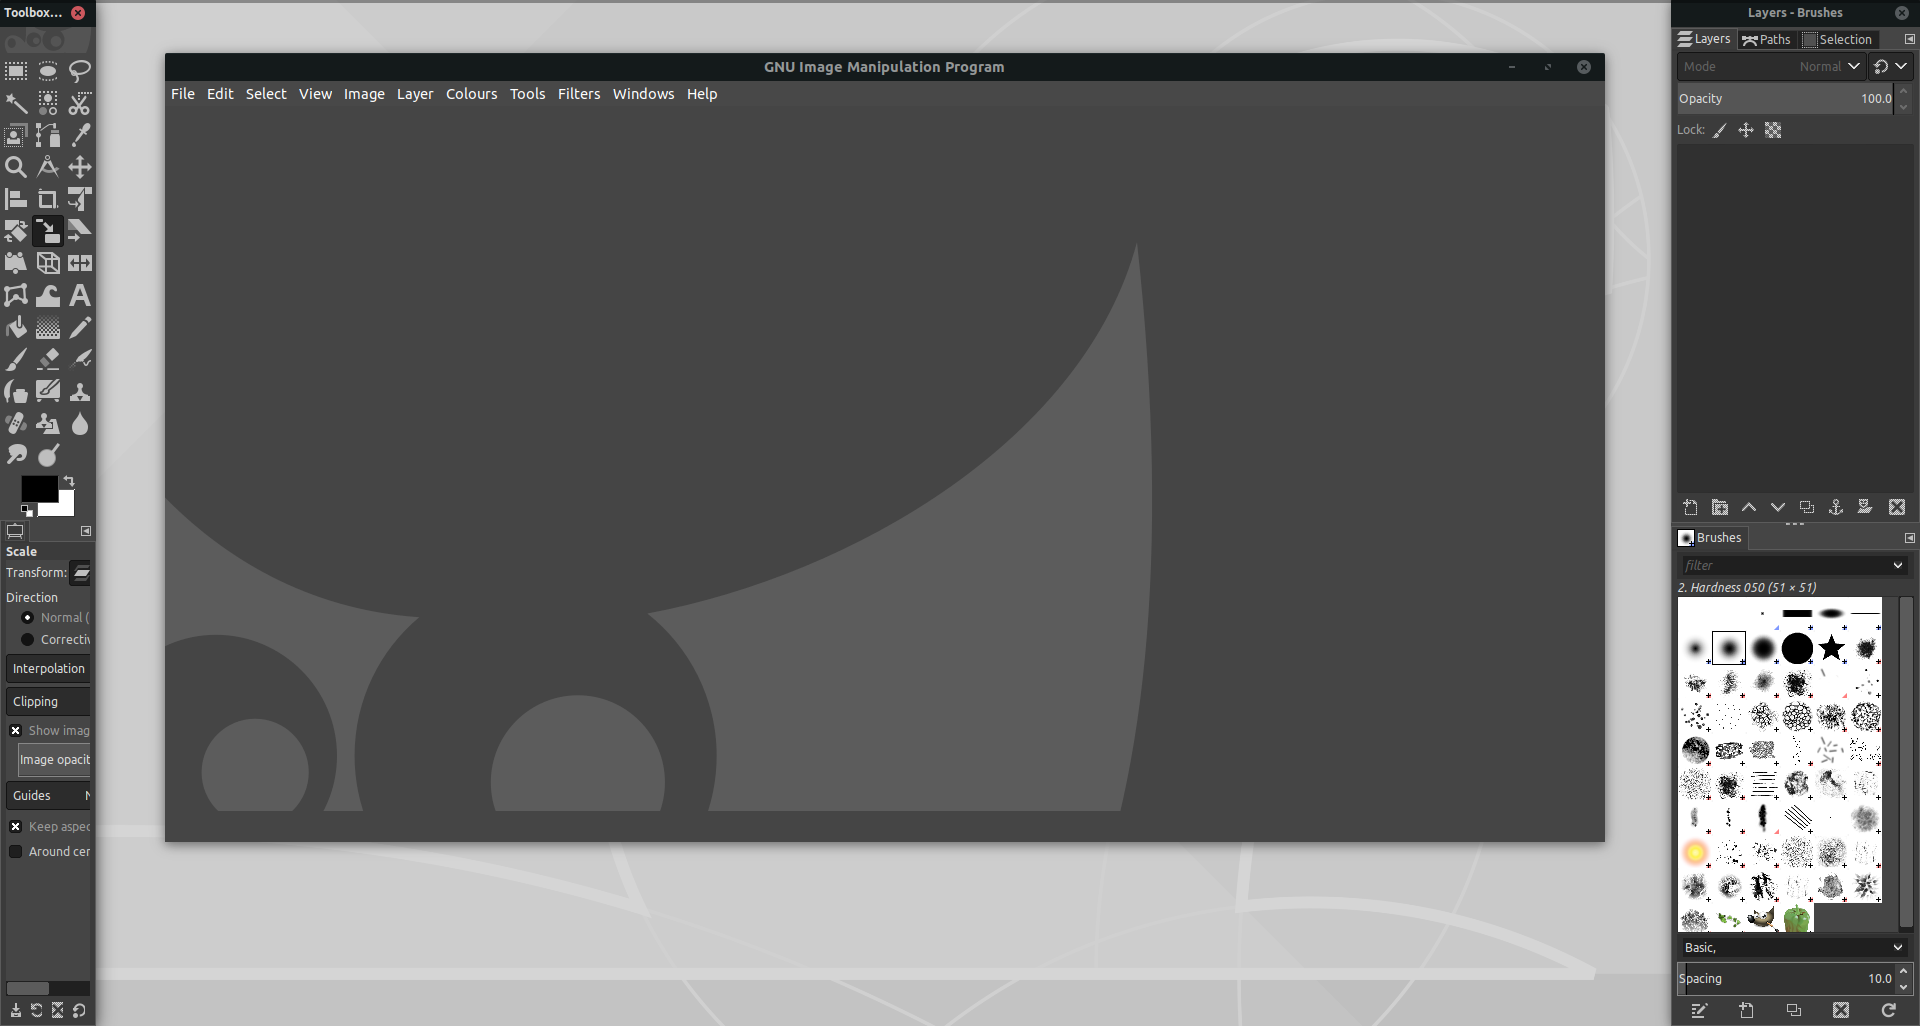 Toolbox...
Layers - Brushes
GNU Image Manipulation Program
File Edit Select View Image Layer Colours Tools Filters Windows Help
Layers Paths Selection
Mode Normal
Opacity 100.0
Lock:
Scale
Transform:
Direction
Normal (
Correctiv
Interpolation
Clipping
Show imag
Image opacit
Guides N
Keep aspec
Around cer
Brushes
filter
2. Hardness 050 (51 × 51)
Basic,
Spacing 10.0